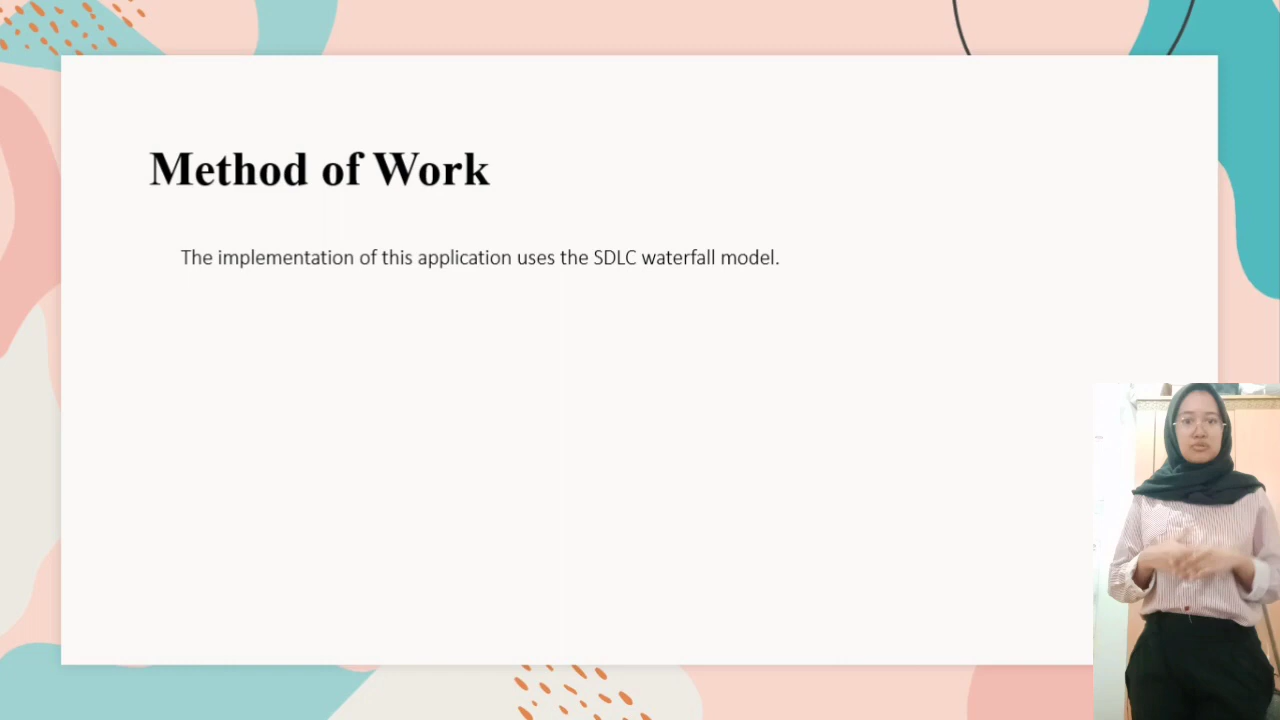 Method of Work
The implementation of this application uses the SDLC waterfall model.